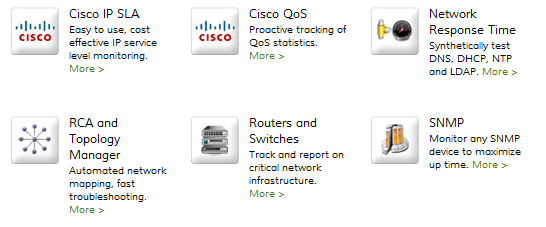 CISCO
Cisco IP SLA
Easy to use, cost
effective IP service
level monitoring.
More >
CISCO
Cisco QoS
Proactive tracking of
QoS statistics.
More >
Network
Response Time
Synthetically test
DNS, DHCP, NTP
and LDAP. More >
RCA and
Topology
Manager
Automated network
mapping, fast
troubleshooting.
More >
Routers and
Switches
Track and report on
critical network
infrastructure.
More >
SNMP
Monitor any SNMP
device to maximize
up time. More >